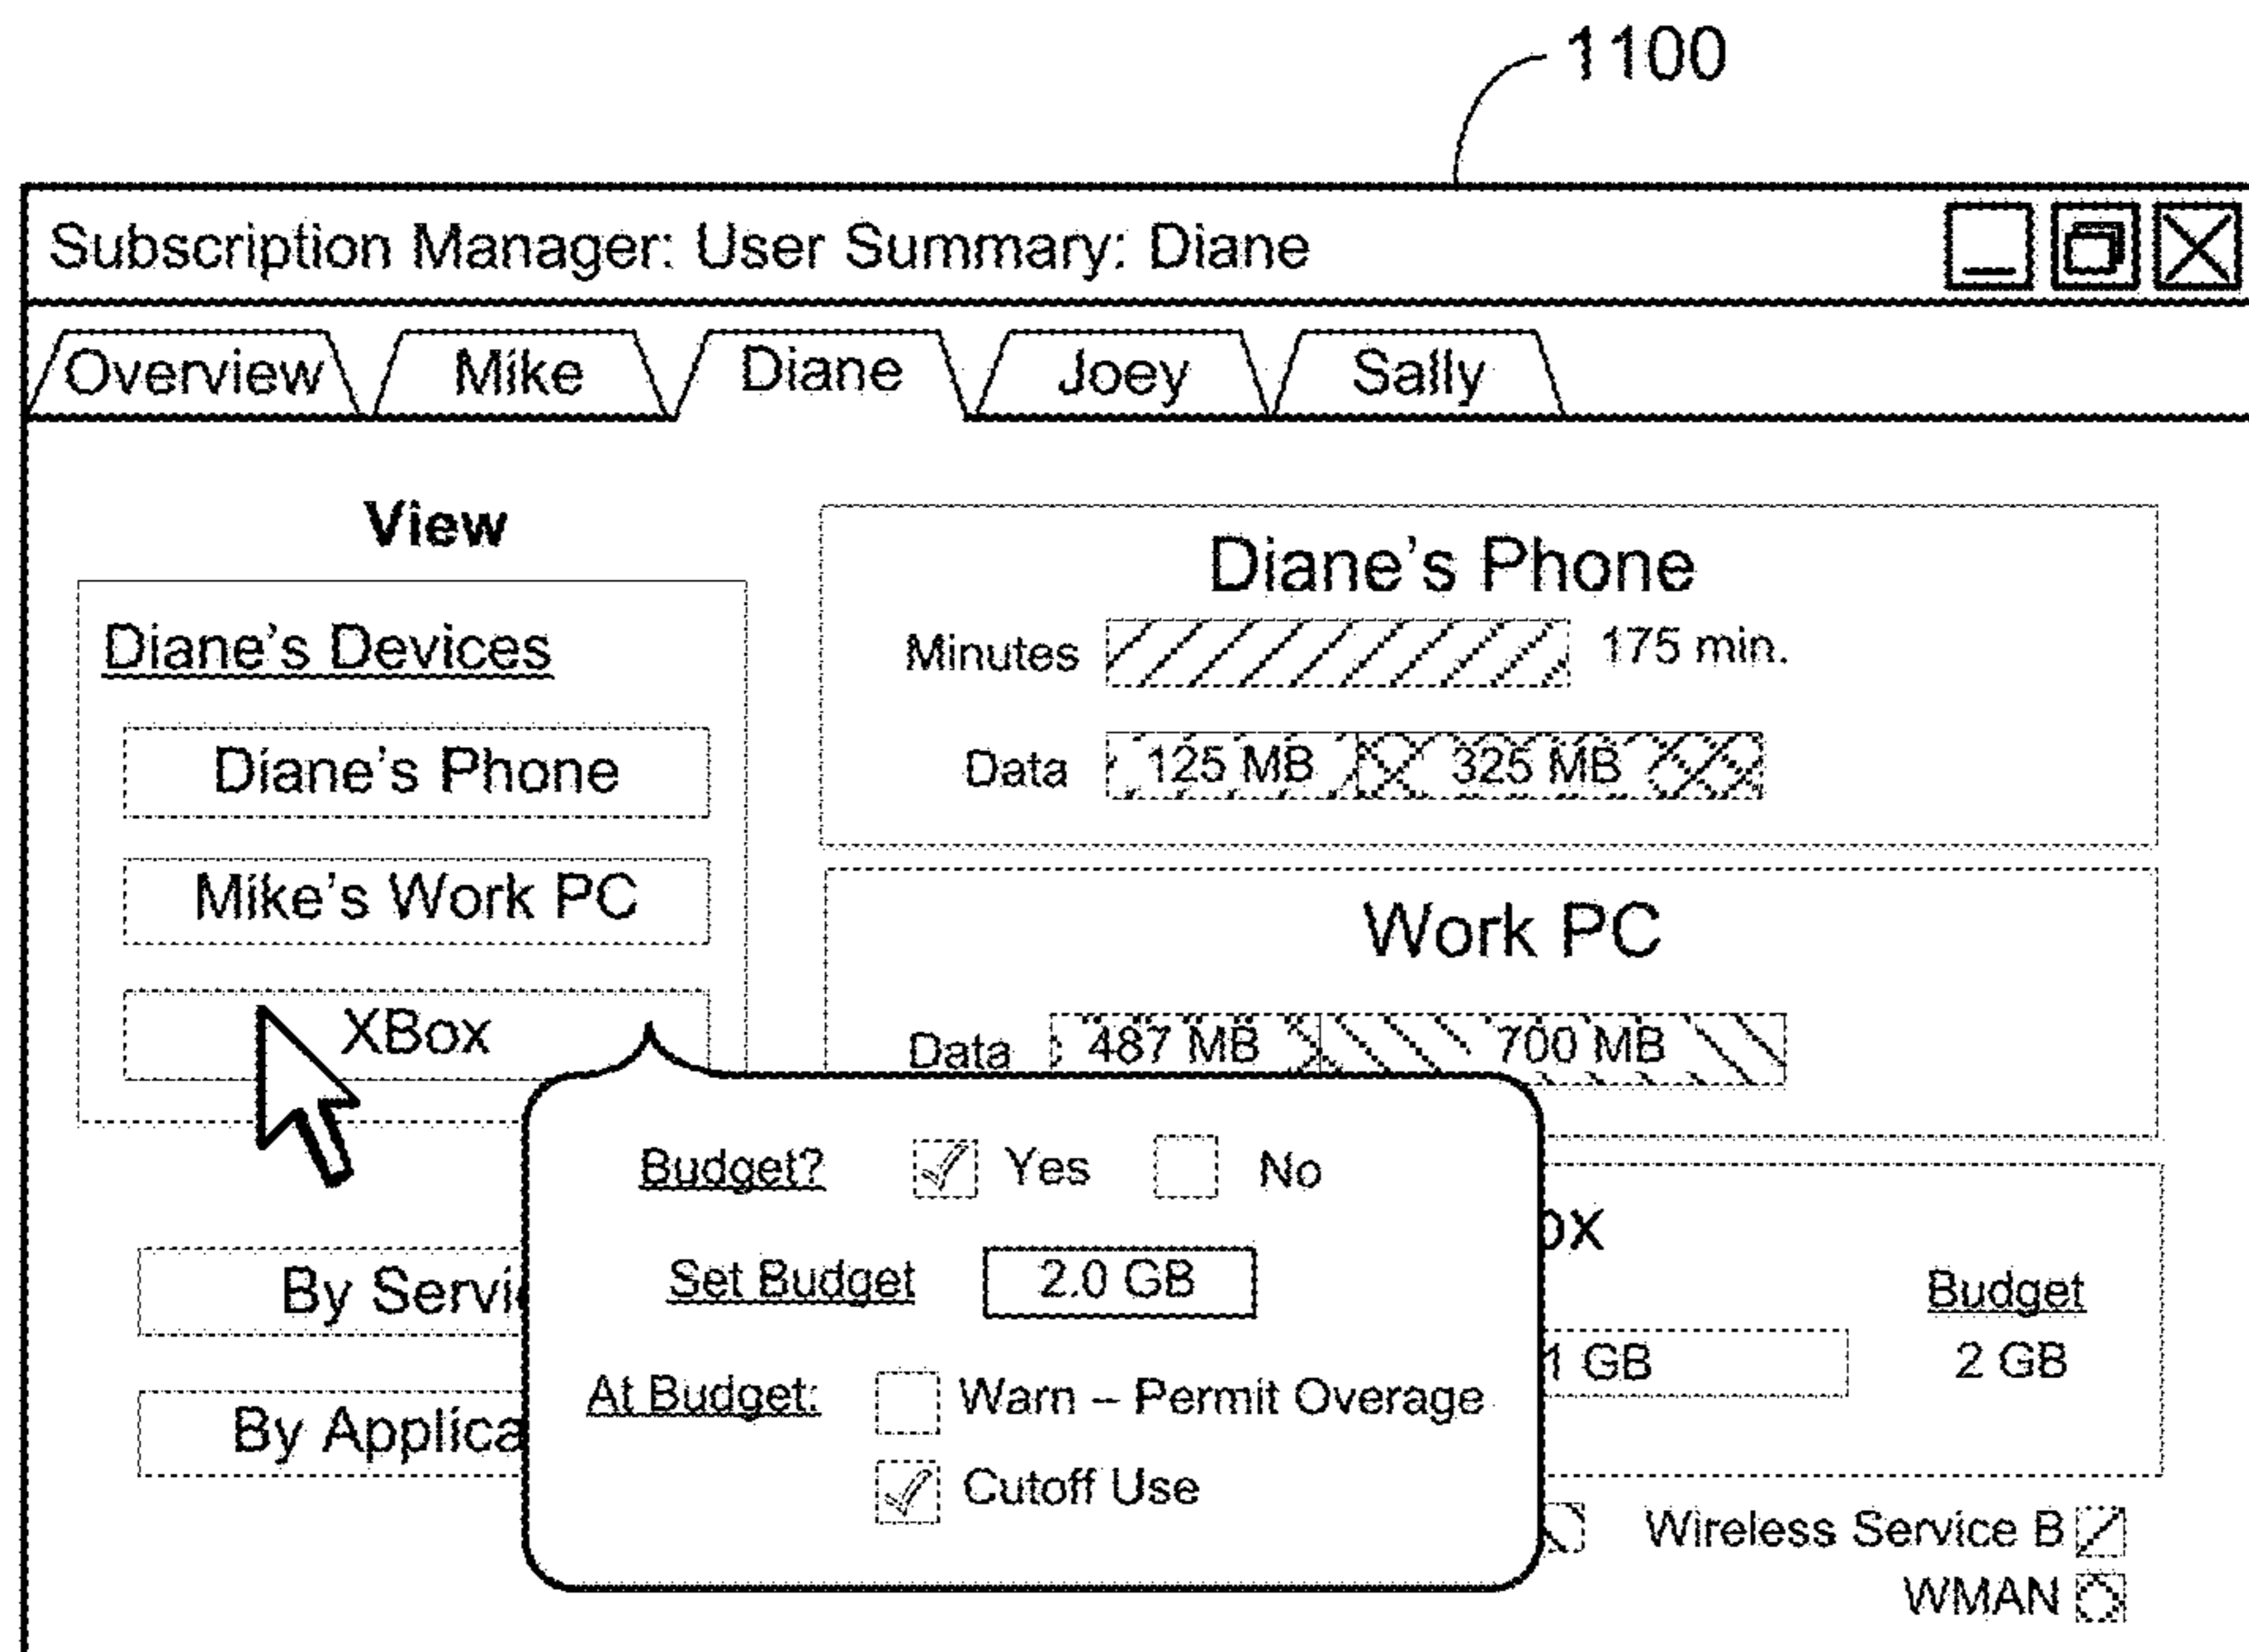 1100
Subscription Manager: User Summary: Diane
Overview Mike Diane Joey Sally
View
Diane's Devices
Diane's Phone
Mike's Work PC
XBox
By Servi
By Applica
Diane's Phone
Minutes 175 min.
Data 125 MB 325 MB
Work PC
Data 487 MB 700 MB
Budget? Yes No
Set Budget 2.0 GB
At Budget: Warn – Permit Overage
Cutoff Use
ox
Budget
1 GB 2 GB
Wireless Service B
WMAN